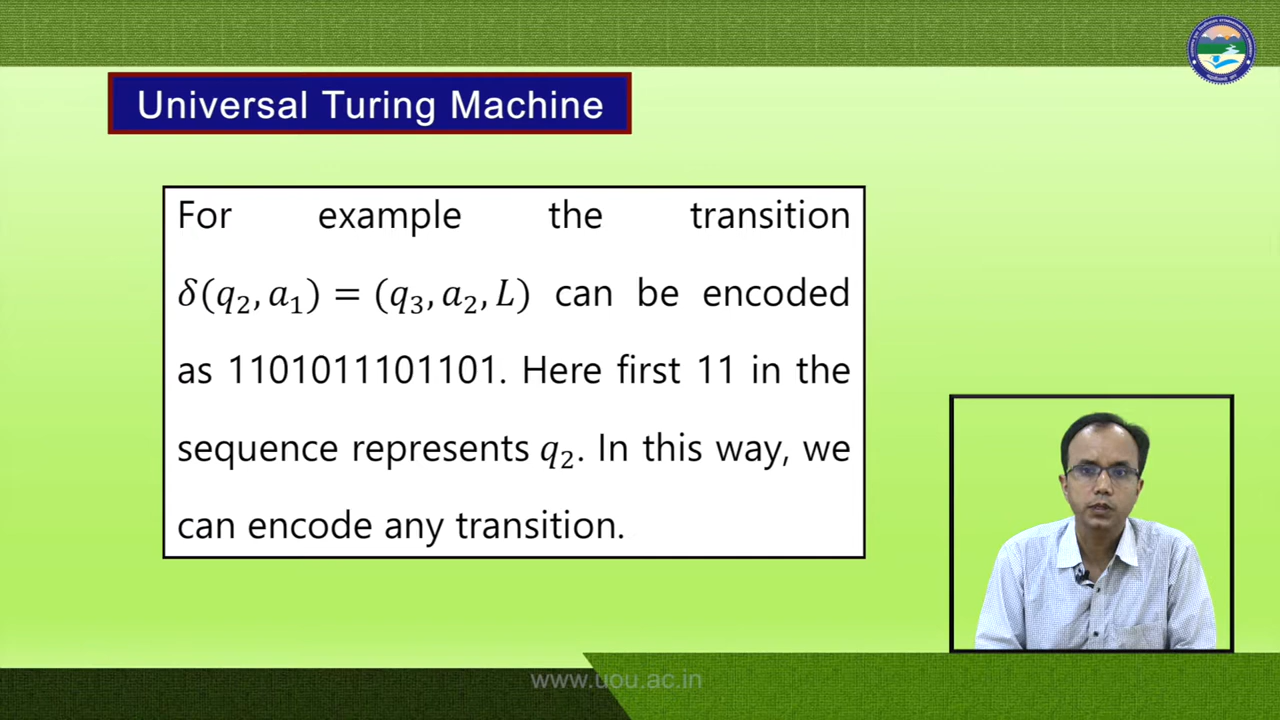 Universal Turing Machine
For example the transition
𝛿(𝑞₂, 𝑎₁) = (𝑞₃, 𝑎₂, 𝐿) can be encoded
as 1101011101101. Here first 11 in the
sequence represents 𝑞₂. In this way, we
can encode any transition.
www.uou.ac.in